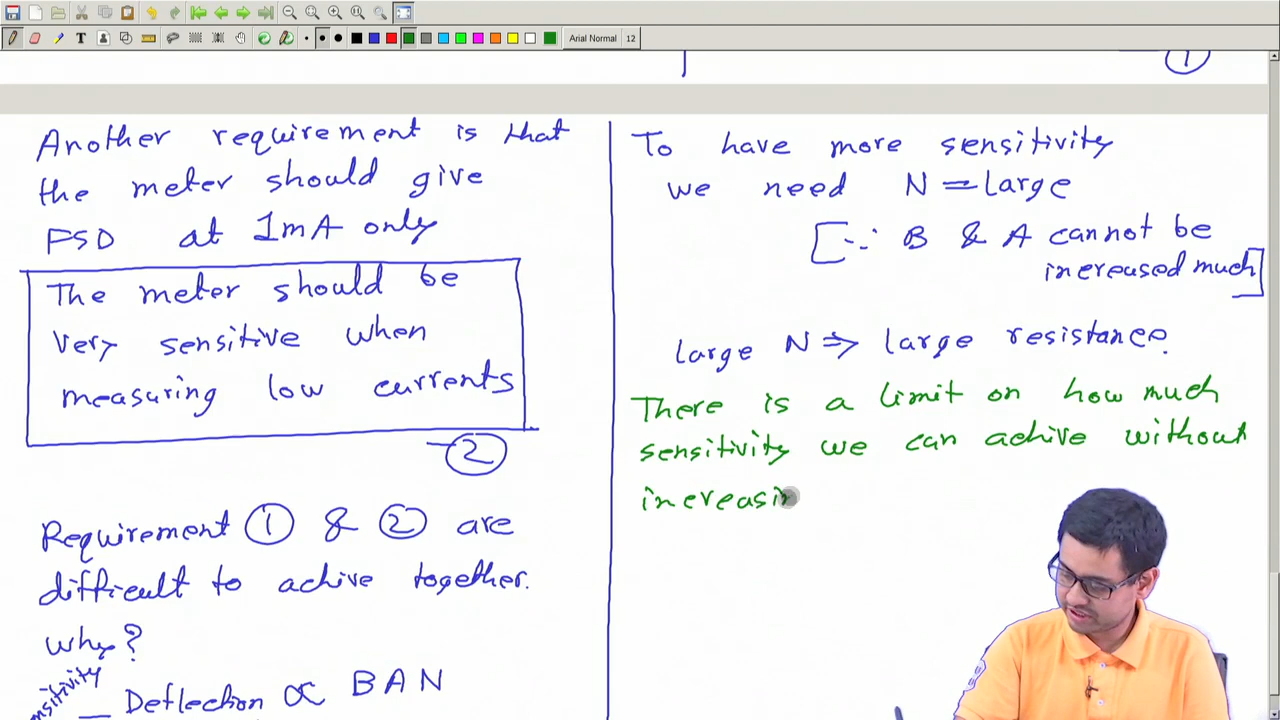 Arial Normal 12
1
Another requirement is that
the meter should give
FSD at 1mA only
The meter should be
very sensitive when
measuring low currents
2
Requirement 1 & 2 are
difficult to achive together.
Why?
Deflection ∝ BAN
To have more sensitivity
we need N = large
[∵ B & A cannot be
increased much]
large N ⇒ large resistance.
There is a limit on how much
sensitivity we can achive without
increasin